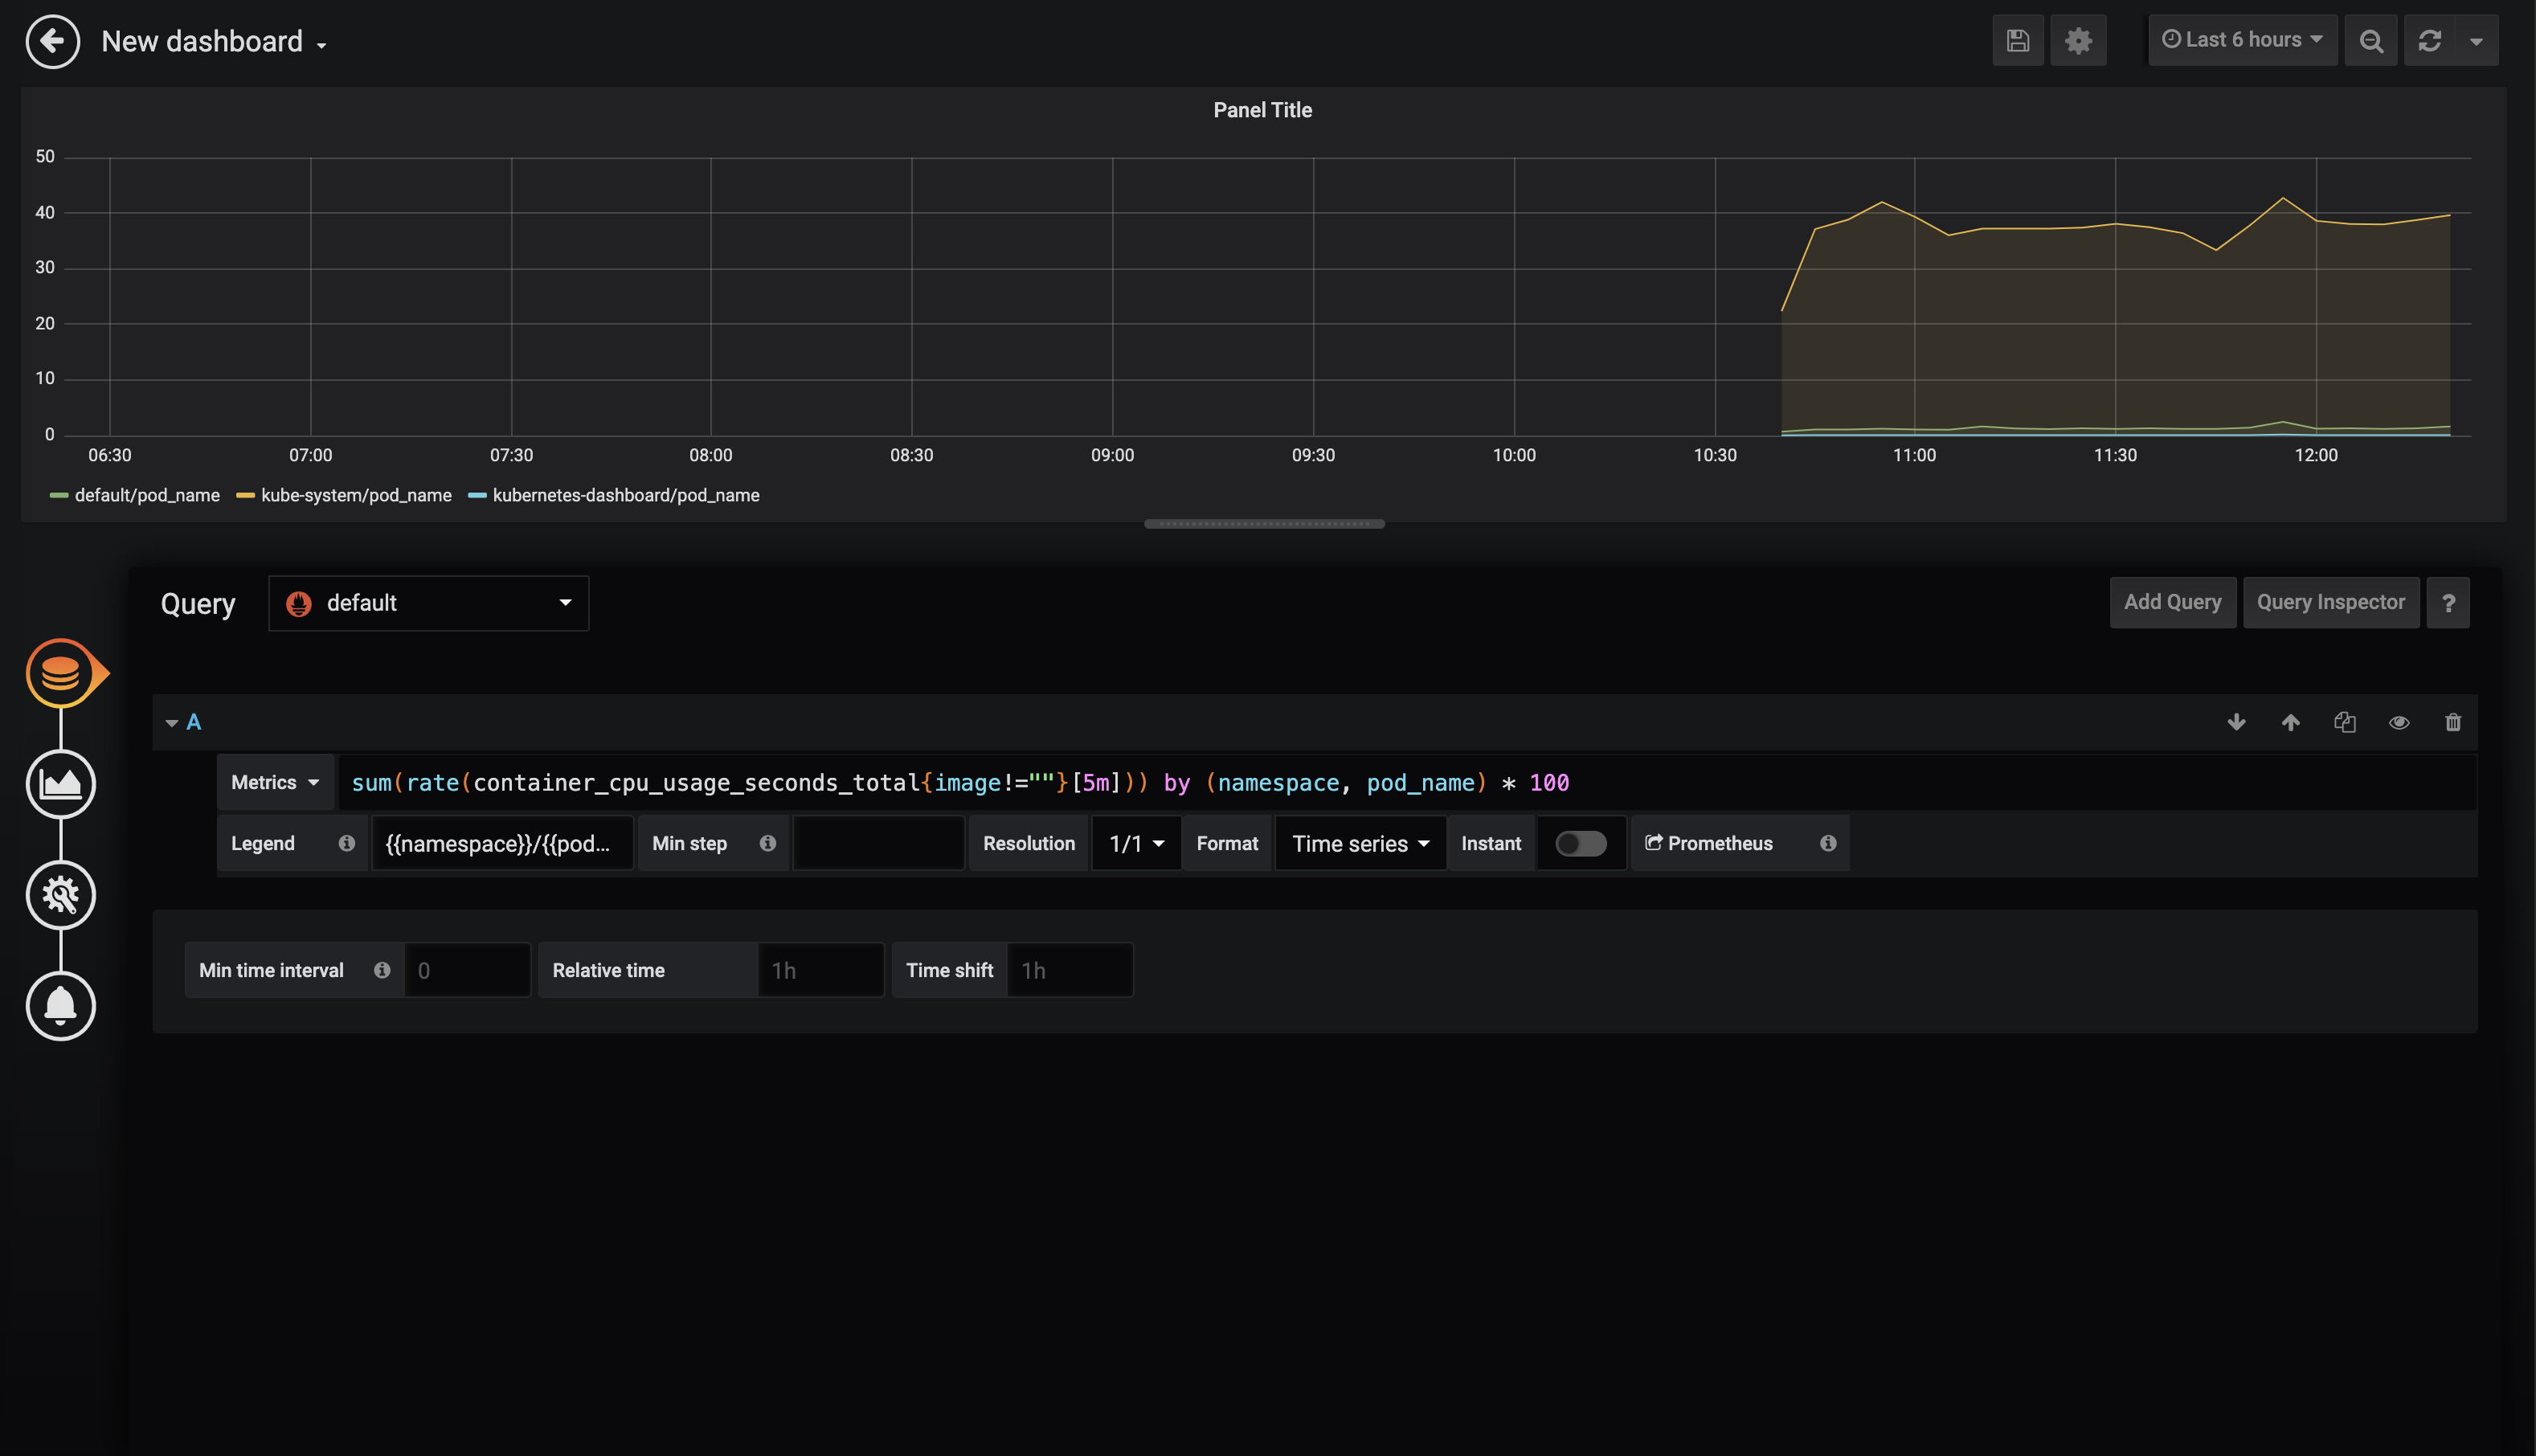 New dashboard
Last 6 hours
Panel Title
50
40
30
20
10
0
06:30 07:00 07:30 08:00 08:30 09:00 09:30 10:00 10:30 11:00 11:30 12:00
default/pod_name kube-system/pod_name kubernetes-dashboard/pod_name
Query default Add Query Query Inspector ?
A
Metrics sum(rate(container_cpu_usage_seconds_total{image!=""}[5m])) by (namespace, pod_name) * 100
Legend {{namespace}}/{{pod... Min step Resolution 1/1 Format Time series Instant Prometheus
Min time interval 0 Relative time 1h Time shift 1h